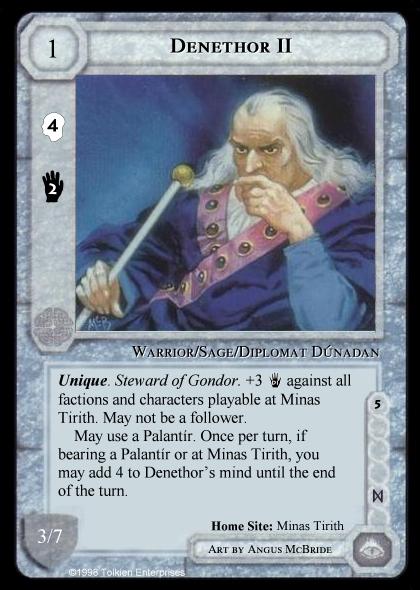 1
DENETHOR II
4
2
McB
WARRIOR/SAGE/DIPLOMAT DÚNADAN
Unique. Steward of Gondor. +3 against all
factions and characters playable at Minas
Tirith. May not be a follower.
May use a Palantír. Once per turn, if
bearing a Palantír or at Minas Tirith, you
may add 4 to Denethor's mind until the end
of the turn.
5
Home Site: Minas Tirith
3/7
ART BY ANGUS MCBRIDE
©1998 Tolkien Enterprises